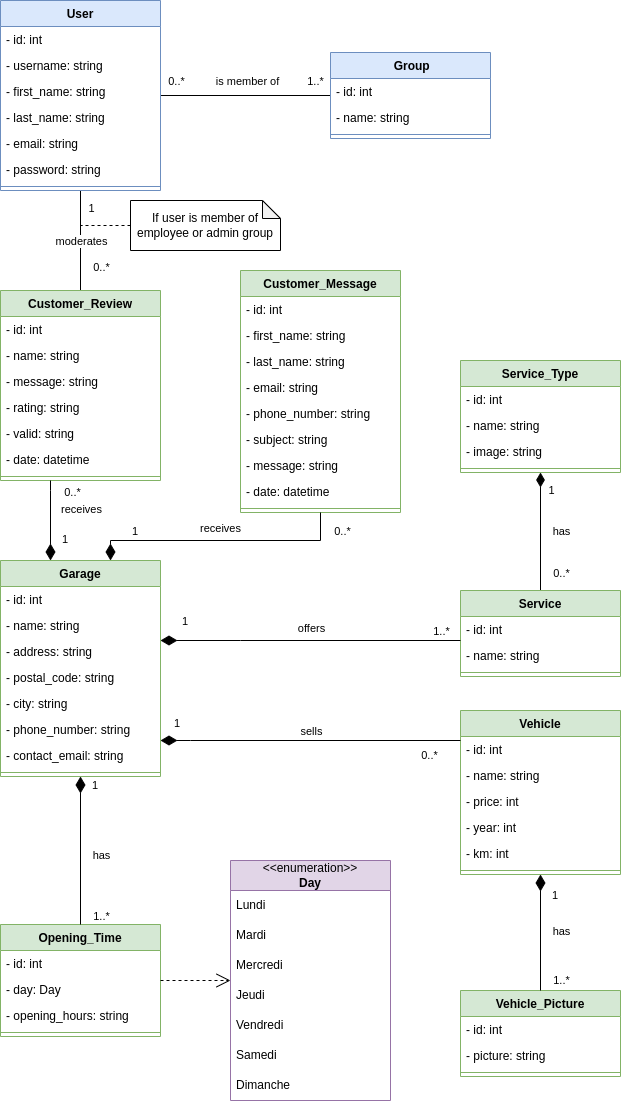 User
- id: int
- username: string
- first_name: string
- last_name: string
- email: string
- password: string
0..*
is member of
1..*
Group
- id: int
- name: string
1
If user is member of
employee or admin group
moderates
0..*
Customer_Review
- id: int
- name: string
- message: string
- rating: string
- valid: string
- date: datetime
Customer_Message
- id: int
- first_name: string
- last_name: string
- email: string
- phone_number: string
- subject: string
- message: string
- date: datetime
Service_Type
- id: int
- name: string
- image: string
0..*
receives
1
1
receives
0..*
1
has
0..*
Garage
- id: int
- name: string
- address: string
- postal_code: string
- city: string
- phone_number: string
- contact_email: string
1
offers
1..*
Service
- id: int
- name: string
1
sells
0..*
Vehicle
- id: int
- name: string
- price: int
- year: int
- km: int
1
has
1..*
Opening_Time
- id: int
- day: Day
- opening_hours: string
<<enumeration>>
Day
Lundi
Mardi
Mercredi
Jeudi
Vendredi
Samedi
Dimanche
1
has
1..*
Vehicle_Picture
- id: int
- picture: string